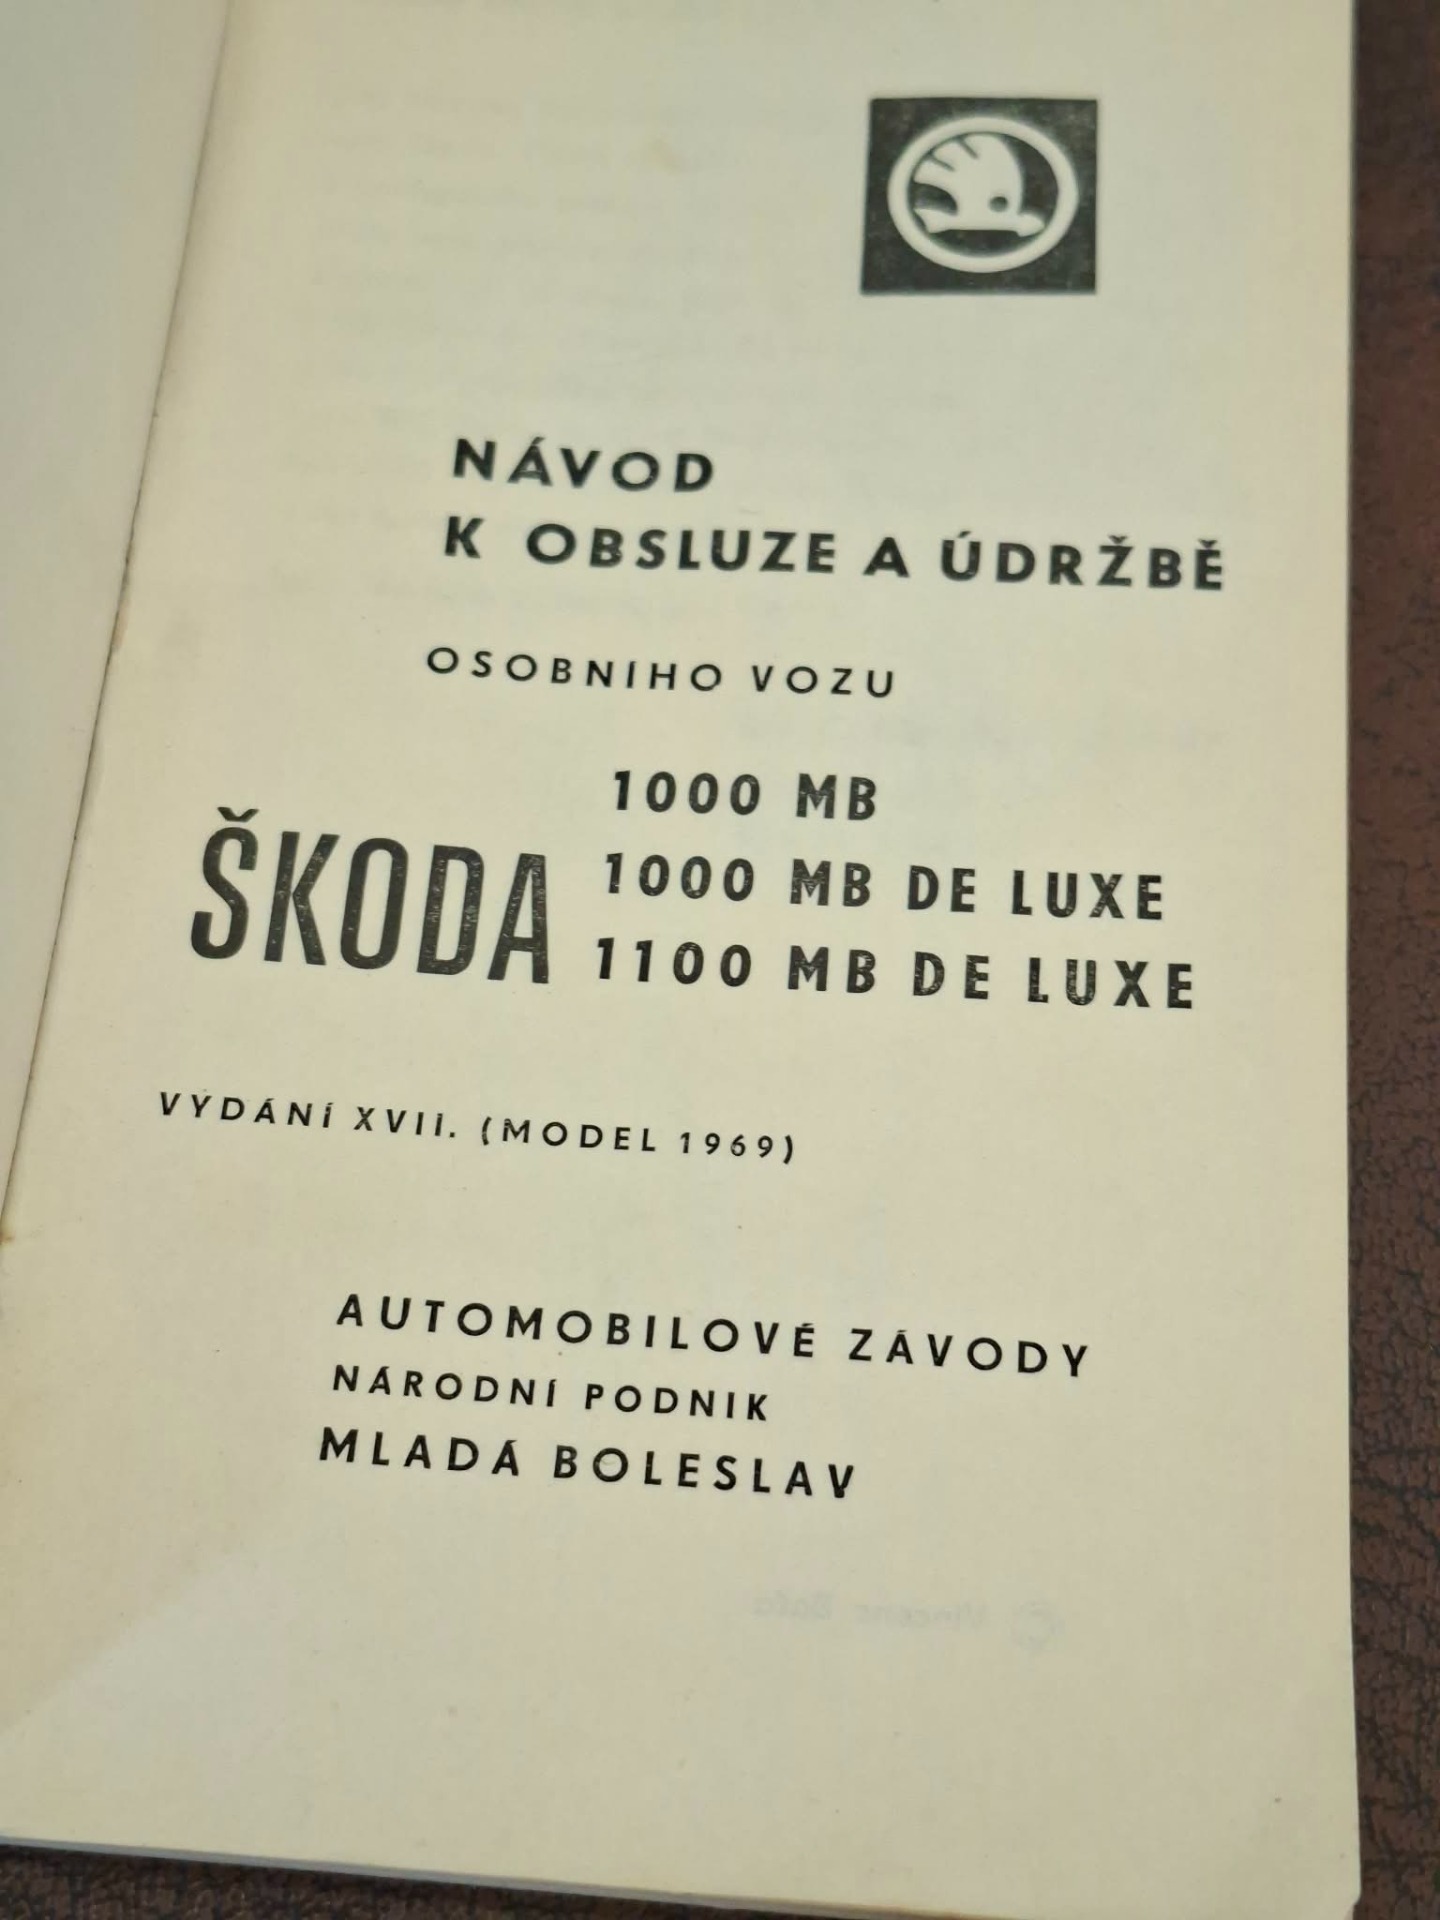 NÁVOD
K OBSLUZE A ÚDRŽBĚ
OSOBNÍHO VOZU
ŠKODA
1000 MB
1000 MB DE LUXE
1100 MB DE LUXE
VYDÁNÍ XVII. (MODEL 1969)
AUTOMOBILOVÉ ZÁVODY
NÁRODNÍ PODNIK
MLADÁ BOLESLAV